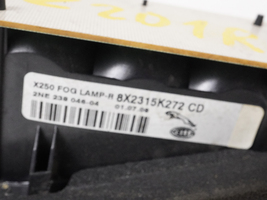 X250 FOG LAMP-R 8X2315K272 CD
2NE 238 046-04 01.07.08